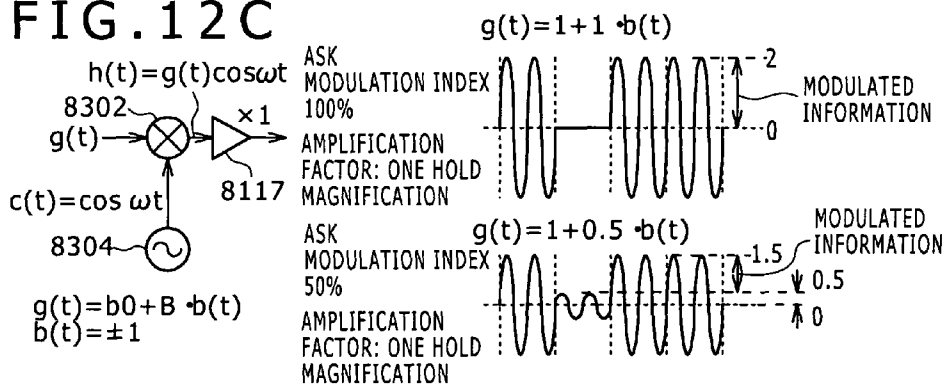 FIG.12C
h(t)=g(t)cosωt
8302
×1
g(t)
8117
c(t)=cos ωt
8304
g(t)=b0+B •b(t)
b(t)=±1
ASK
MODULATION INDEX
100%
AMPLIFICATION
FACTOR: ONE HOLD
MAGNIFICATION
g(t)=1+1 •b(t)
2
0
MODULATED
INFORMATION
ASK
MODULATION INDEX
50%
AMPLIFICATION
FACTOR: ONE HOLD
MAGNIFICATION
g(t)=1+0.5 •b(t)
1.5
0.5
0
MODULATED
INFORMATION